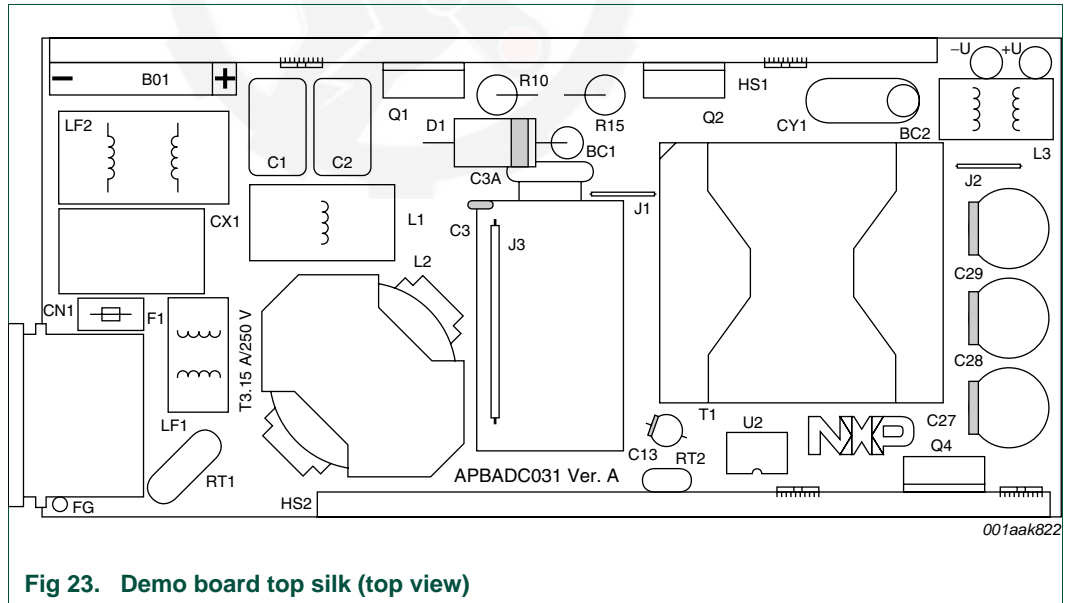 −U +U
B01
Q1
R10
R15
Q2
HS1
CY1
BC2
L3
LF2
C1
C2
D1
BC1
C3A
J1
J2
CX1
L1
C3
J3
L2
C29
CN1
F1
T3.15 A/250 V
C28
LF1
RT1
T1
U2
NXP
C27
Q4
C13
RT2
APBADC031 Ver. A
HS2
FG
001aak822
Fig 23. Demo board top silk (top view)